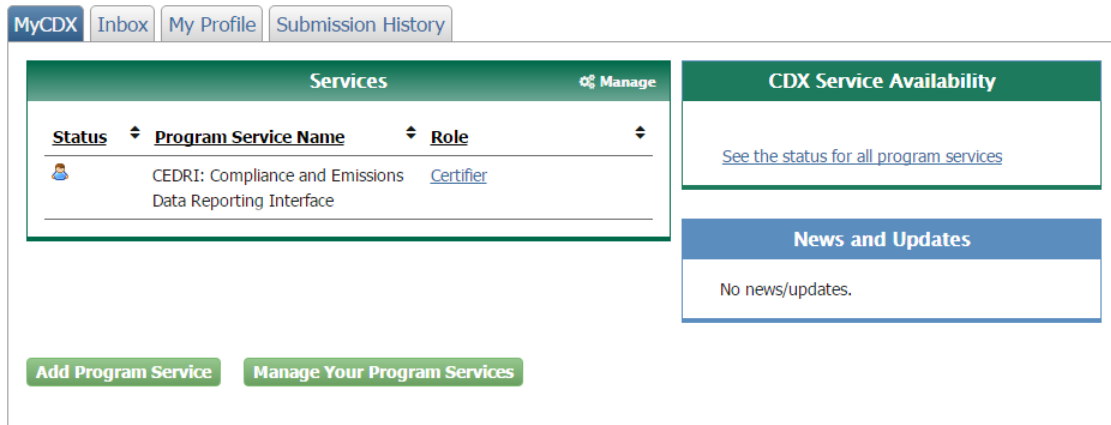 MyCDX Inbox My Profile Submission History
Services Manage
Status Program Service Name Role
CEDRI: Compliance and Emissions Certifier
Data Reporting Interface
CDX Service Availability
See the status for all program services
News and Updates
No news/updates.
Add Program Service Manage Your Program Services